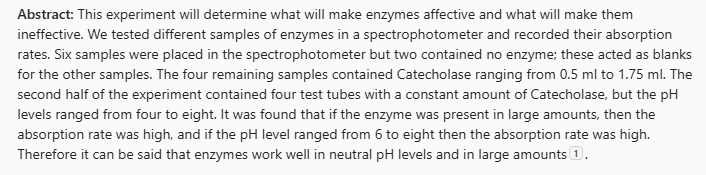 Abstract: This experiment will determine what will make enzymes affective and what will make them
ineffective. We tested different samples of enzymes in a spectrophotometer and recorded their absorption
rates. Six samples were placed in the spectrophotometer but two contained no enzyme; these acted as blanks
for the other samples. The four remaining samples contained Catecholase ranging from 0.5 ml to 1.75 ml. The
second half of the experiment contained four test tubes with a constant amount of Catecholase, but the pH
levels ranged from four to eight. It was found that if the enzyme was present in large amounts, then the
absorption rate was high, and if the pH level ranged from 6 to eight then the absorption rate was high.
Therefore it can be said that enzymes work well in neutral pH levels and in large amounts 1 .